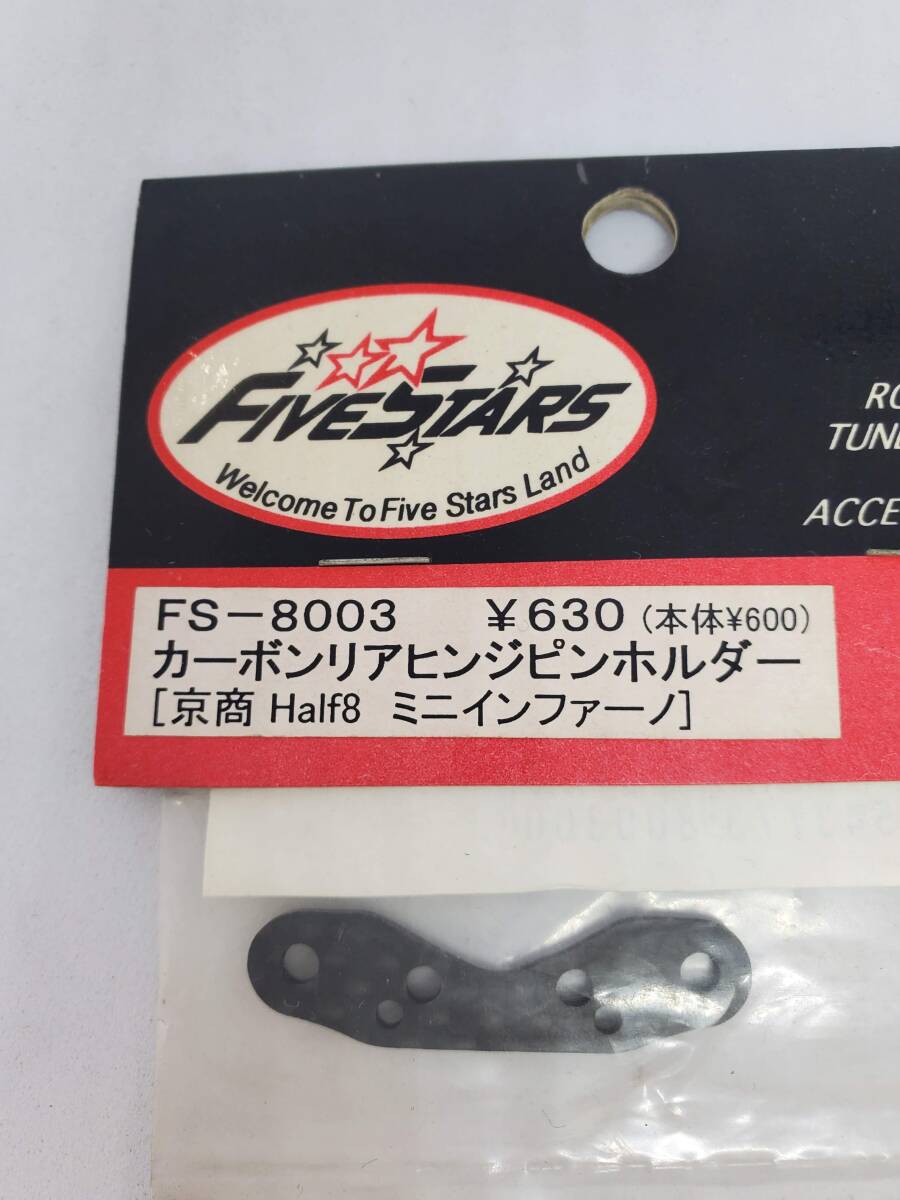 FIVESTARS
Welcome To Five Stars Land
TUNE
ACCE
FS-8003 ¥630 (本体¥600)
カーボンリアヒンジピンホルダー
[京商 Half8 ミニインファーノ]